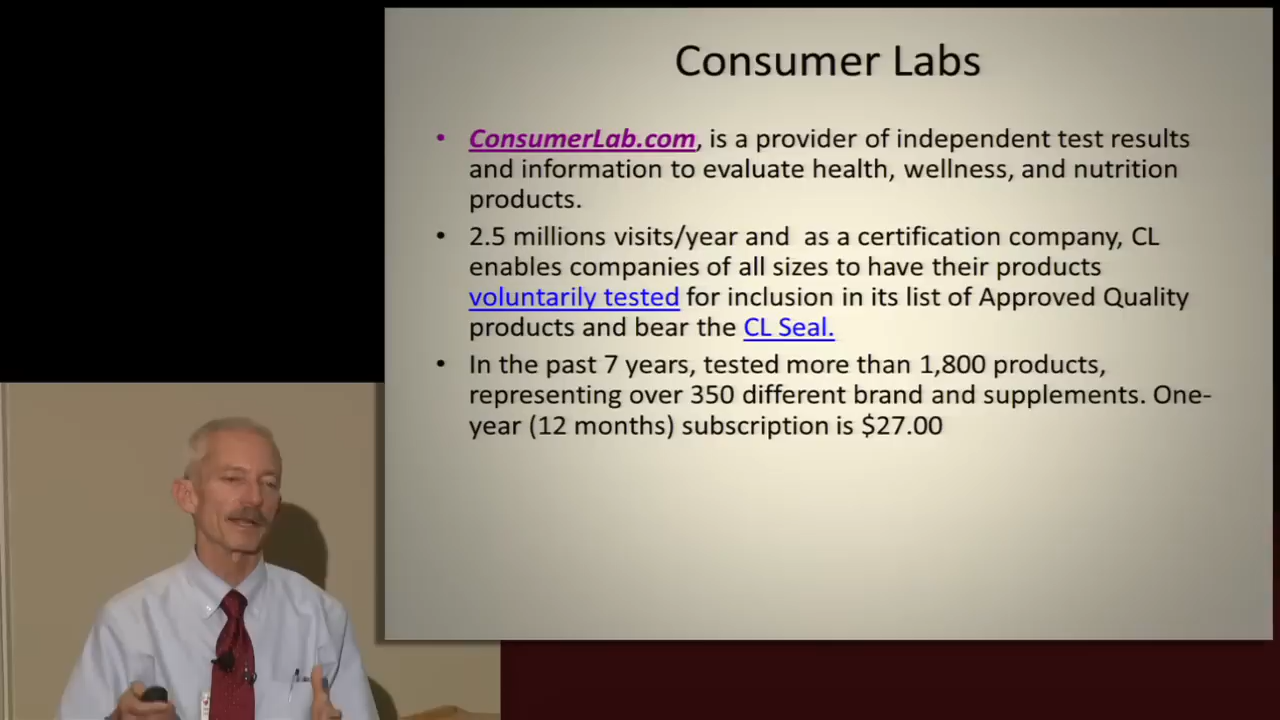 Consumer Labs
• ConsumerLab.com, is a provider of independent test results
and information to evaluate health, wellness, and nutrition
products.
• 2.5 millions visits/year and as a certification company, CL
enables companies of all sizes to have their products
voluntarily tested for inclusion in its list of Approved Quality
products and bear the CL Seal.
• In the past 7 years, tested more than 1,800 products,
representing over 350 different brand and supplements. One-
year (12 months) subscription is $27.00